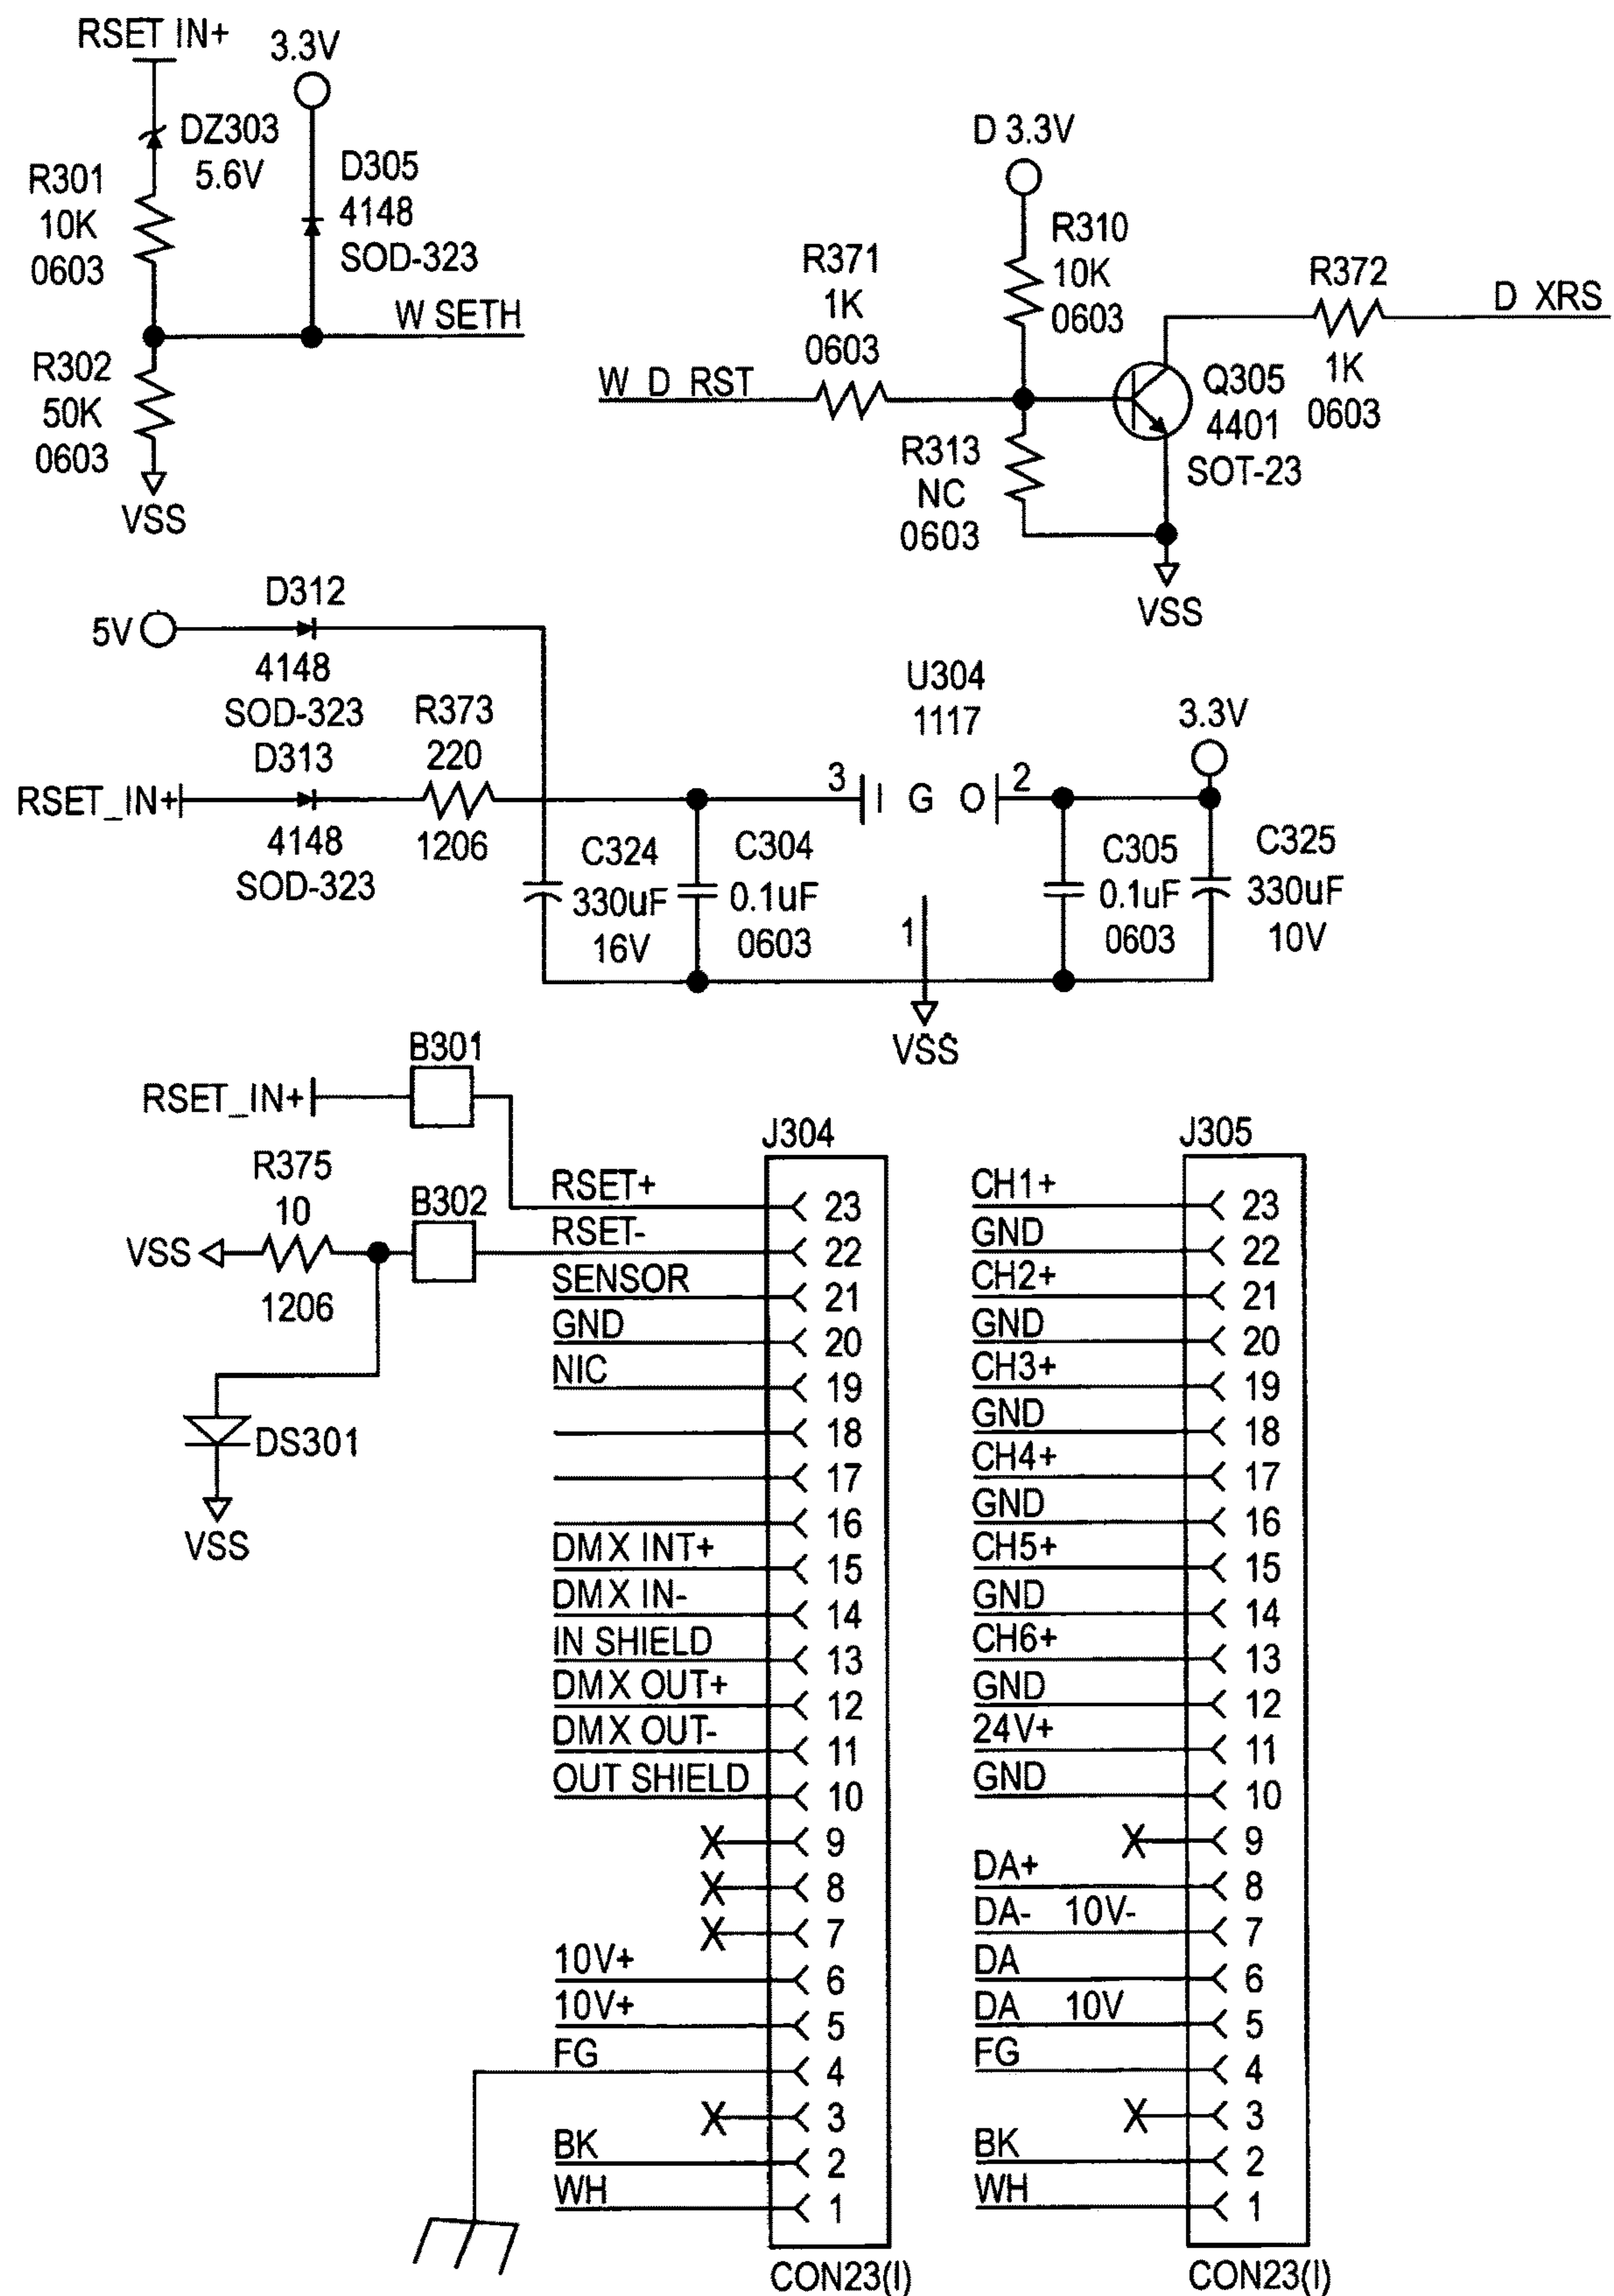 RSET IN+
3.3V
DZ303
5.6V
R301
10K
0603
D305
4148
SOD-323
W SETH
R302
50K
0603
VSS
D 3.3V
R310
10K
0603
R371
1K
0603
R372
1K
0603
D XRS
W D RST
Q305
4401
SOT-23
R313
NC
0603
VSS
D312
5V
4148
SOD-323
D313
RSET_IN+
4148
SOD-323
R373
220
1206
U304
1117
3.3V
3
I G O
2
1
C324
330uF
16V
C304
0.1uF
0603
C305
0.1uF
0603
C325
330uF
10V
VSS
B301
RSET_IN+
R375
10
1206
VSS
B302
DS301
VSS
J304
RSET+ 23
RSET- 22
SENSOR 21
GND 20
NIC 19
18
17
16
DMX INT+ 15
DMX IN- 14
IN SHIELD 13
DMX OUT+ 12
DMX OUT- 11
OUT SHIELD 10
X 9
X 8
X 7
10V+ 6
10V+ 5
FG 4
X 3
BK 2
WH 1
CON23(I)
J305
CH1+ 23
GND 22
CH2+ 21
GND 20
CH3+ 19
GND 18
CH4+ 17
GND 16
CH5+ 15
GND 14
CH6+ 13
GND 12
24V+ 11
GND 10
X 9
DA+ 8
DA- 10V- 7
DA 6
DA 10V 5
FG 4
X 3
BK 2
WH 1
CON23(I)